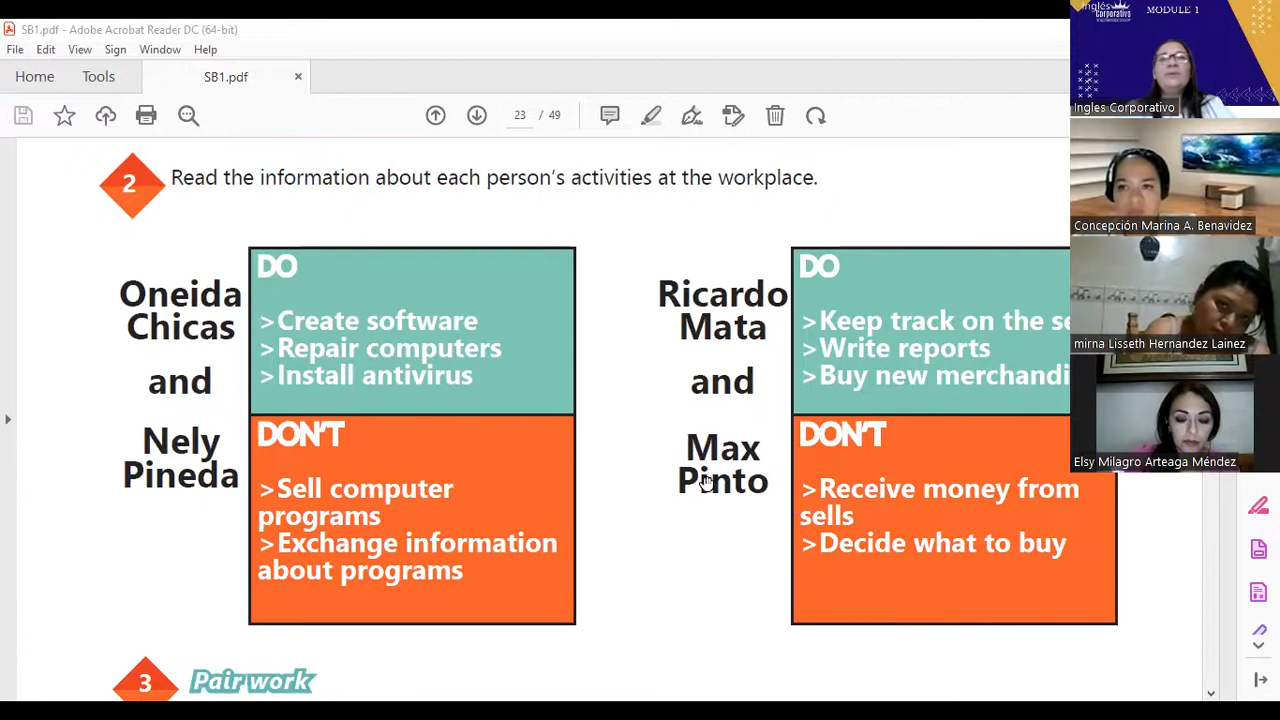 SB1.pdf - Adobe Acrobat Reader DC (64-bit)
File Edit View Sign Window Help
Home Tools SB1.pdf ×
23 / 49
2 Read the information about each person's activities at the workplace.
Oneida
Chicas
and
Nely
Pineda
DO
>Create software
>Repair computers
>Install antivirus
DON'T
>Sell computer
programs
>Exchange information
about programs
Ricardo
Mata
and
Max
Pinto
DO
>Keep track on the se
>Write reports
>Buy new merchandi
DON'T
>Receive money from
sells
>Decide what to buy
3 Pair work
Inglés
Corporativo
MODULE 1
Ingles Corporativo
Concepción Marína A. Benavidez
mirna Lisseth Hernandez Lainez
Elsy Milagro Arteaga Méndez